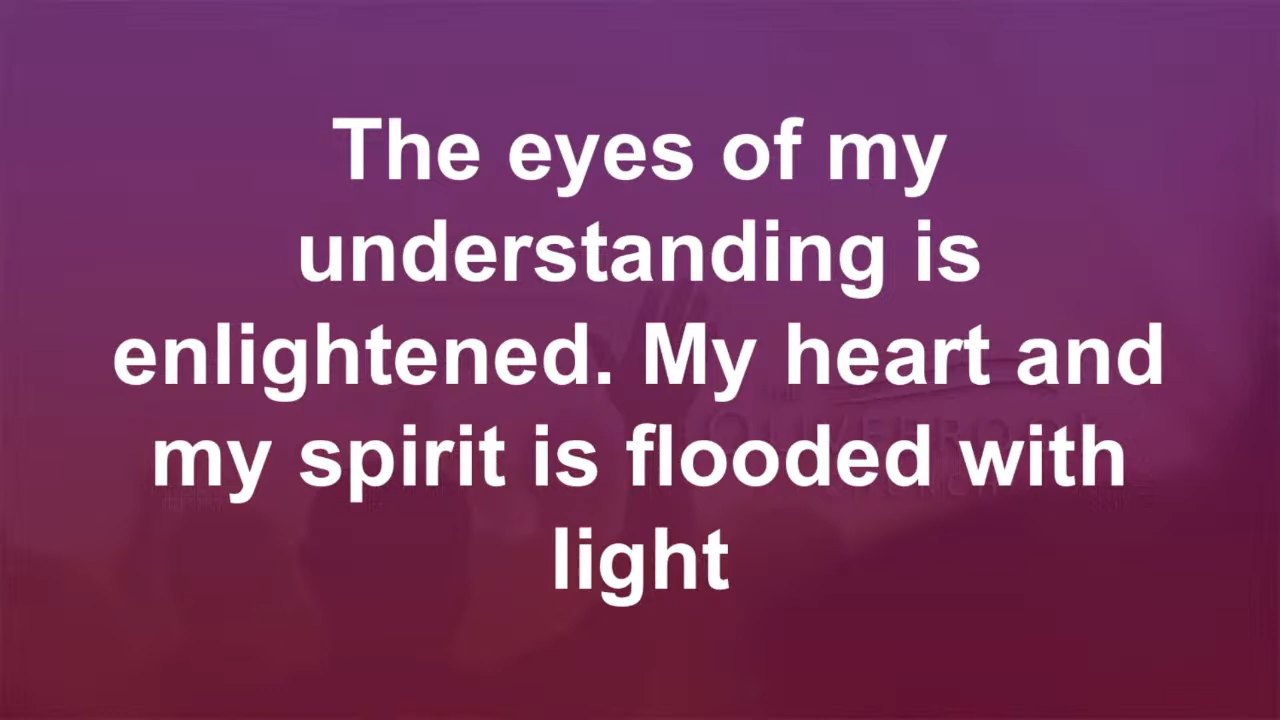 The eyes of my
understanding is
enlightened. My heart and
my spirit is flooded with
light